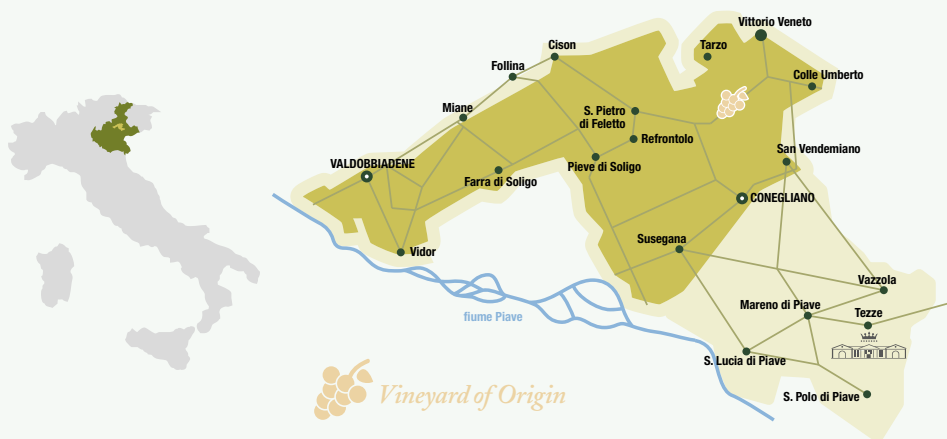 Vittorio Veneto
Cison
Tarzo
Follina
Colle Umberto
Miane
S. Pietro
di Feletto
Refrontolo
San Vendemiano
VALDOBBIADENE
Pieve di Soligo
Farra di Soligo
CONEGLIANO
Susegana
Vidor
Vazzola
Mareno di Piave
Tezze
fiume Piave
S. Lucia di Piave
Vineyard of Origin
S. Polo di Piave